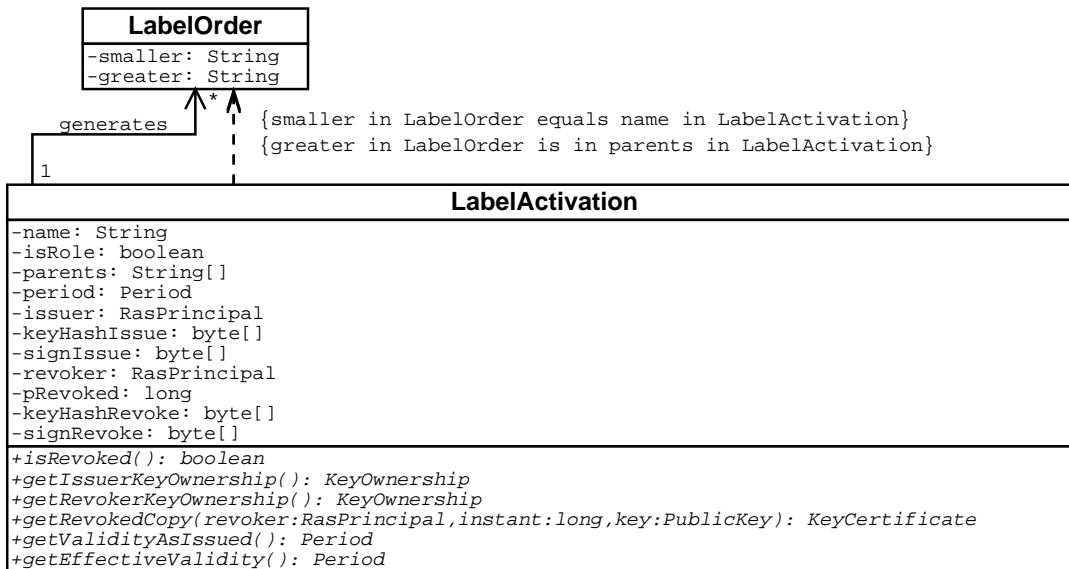 LabelOrder
-smaller: String
-greater: String
*
generates
{smaller in LabelOrder equals name in LabelActivation}
{greater in LabelOrder is in parents in LabelActivation}
1
LabelActivation
-name: String
-isRole: boolean
-parents: String[]
-period: Period
-issuer: RasPrincipal
-keyHashIssue: byte[]
-signIssue: byte[]
-revoker: RasPrincipal
-pRevoked: long
-keyHashRevoke: byte[]
-signRevoke: byte[]
+isRevoked(): boolean
+getIssuerKeyOwnership(): KeyOwnership
+getRevokerKeyOwnership(): KeyOwnership
+getRevokedCopy(revoker:RasPrincipal,instant:long,key:PublicKey): KeyCertificate
+getValidityAsIssued(): Period
+getEffectiveValidity(): Period